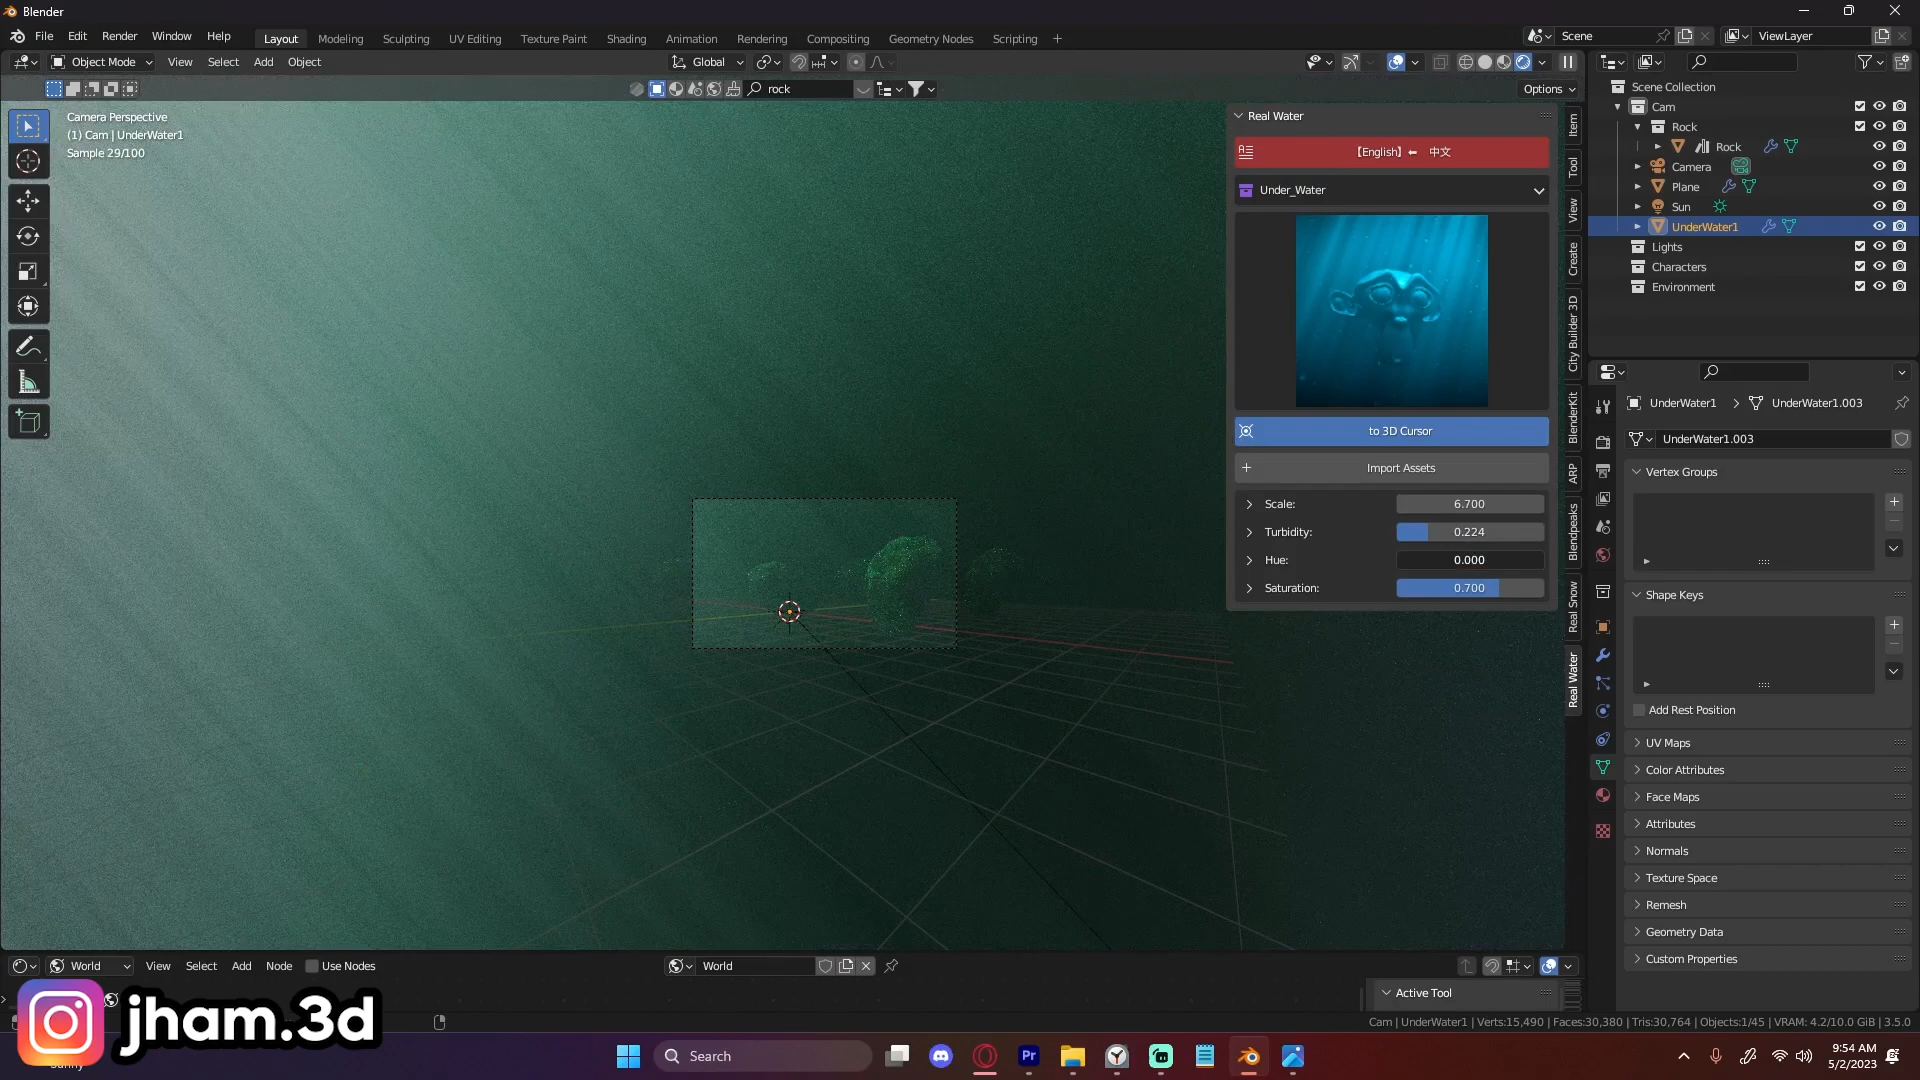 Blender
File Edit Render Window Help
Layout Modeling Sculpting UV Editing Texture Paint Shading Animation Rendering Compositing Geometry Nodes Scripting +
Scene
ViewLayer
Object Mode View Select Add Object
Global
rock
Options
Camera Perspective
(1) Cam | UnderWater1
Sample 29/100
Real Water
【English】⬅ 中文
Under_Water
to 3D Cursor
Import Assets
Scale: 6.700
Turbidity: 0.224
Hue: 0.000
Saturation: 0.700
Item
Tool
View
Create
City Builder 3D
BlenderKit
ARP
Blendpeaks
Real Snow
Real Water
Scene Collection
Cam
Rock
Rock
Camera
Plane
Sun
UnderWater1
Lights
Characters
Environment
UnderWater1 > UnderWater1.003
UnderWater1.003
Vertex Groups
Shape Keys
Add Rest Position
UV Maps
Color Attributes
Face Maps
Attributes
Normals
Texture Space
Remesh
Geometry Data
Custom Properties
World View Select Add Node Use Nodes
World
Active Tool
jham.3d
Cam | UnderWater1 | Verts:15,490 | Faces:30,380 | Tris:30,764 | Objects:1/45 | VRAM: 4.2/10.0 GiB | 3.5.0
Search
Pr
9:54 AM
5/2/2023